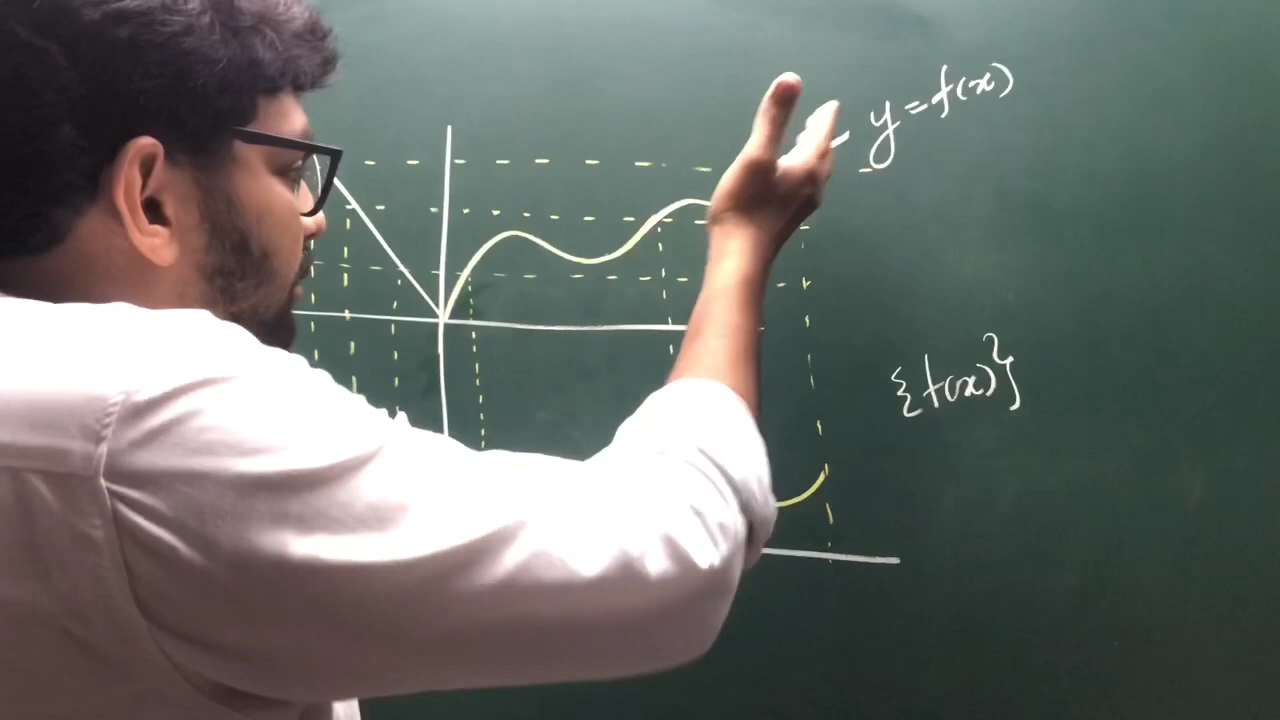 y = f(x)
{f(x)}